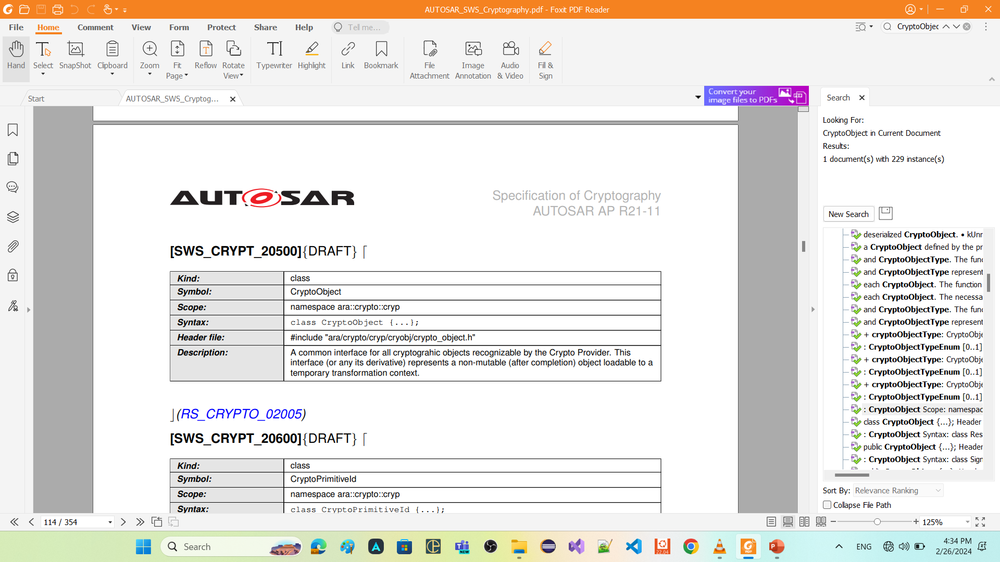 AUTOSAR_SWS_Cryptography.pdf - Foxit PDF Reader
File Home Comment View Form Protect Share Help Tell me... CryptoObjec
Hand Select SnapShot Clipboard Zoom Fit Page Reflow Rotate View Typewriter Highlight Link Bookmark File Attachment Image Annotation Audio & Video Fill & Sign
Start AUTOSAR_SWS_Cryptog...
Convert your
image files to PDFs
Search
Looking For:
CryptoObject in Current Document
Results:
1 document(s) with 229 instance(s)
New Search
deserialized CryptoObject. • kUnr
a CryptoObject defined by the pr
and CryptoObjectType. The func
and CryptoObjectType represent
each CryptoObject. The function
each CryptoObject. The necessa
and CryptoObjectType. The func
and CryptoObjectType represent
+ cryptoObjectType: CryptoObje
: CryptoObjectTypeEnum [0..1]
+ cryptoObjectType: CryptoObje
: CryptoObjectTypeEnum [0..1]
+ cryptoObjectType: CryptoObje
: CryptoObjectTypeEnum [0..1]
: CryptoObject Scope: namespac
class CryptoObject {...}; Header
: CryptoObject Syntax: class Res
public CryptoObject {...}; Header
: CryptoObject Syntax: class Sign
Sort By: Relevance Ranking
Collapse File Path
AUTOSAR
Specification of Cryptography
AUTOSAR AP R21-11
[SWS_CRYPT_20500]{DRAFT} ⌈
Kind: class
Symbol: CryptoObject
Scope: namespace ara::crypto::cryp
Syntax: class CryptoObject {...};
Header file: #include "ara/crypto/cryp/cryobj/crypto_object.h"
Description: A common interface for all cryptograhic objects recognizable by the Crypto Provider. This
interface (or any its derivative) represents a non-mutable (after completion) object loadable to a
temporary transformation context.
⌋(RS_CRYPTO_02005)
[SWS_CRYPT_20600]{DRAFT} ⌈
Kind: class
Symbol: CryptoPrimitiveId
Scope: namespace ara::crypto::cryp
Syntax: class CryptoPrimitiveId {...};
114 / 354
125%
Search
NEW
22.04
PDF
ENG
4:34 PM
2/26/2024